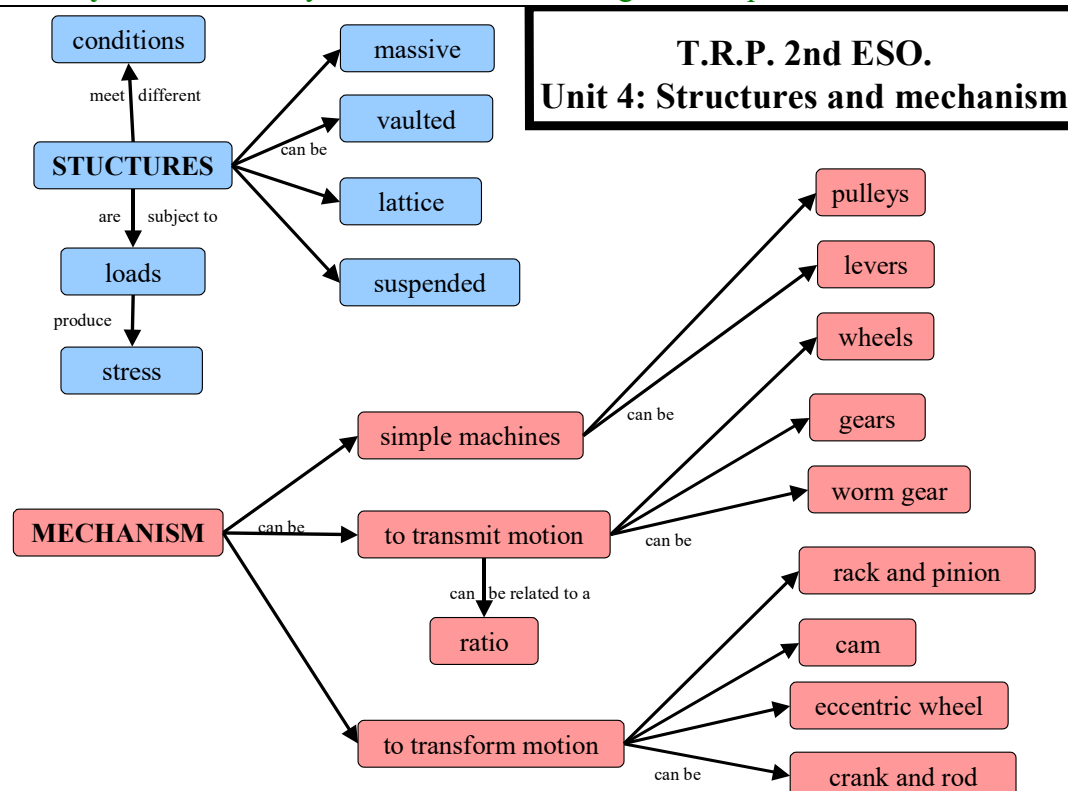 T.R.P. 2nd ESO.
Unit 4: Structures and mechanism
conditions
meet different
STUCTURES
can be
massive
vaulted
lattice
suspended
are subject to
loads
produce
stress
MECHANISM
can be
simple machines
can be
pulleys
levers
to transmit motion
can be
wheels
gears
worm gear
can be related to a
ratio
to transform motion
can be
rack and pinion
cam
eccentric wheel
crank and rod